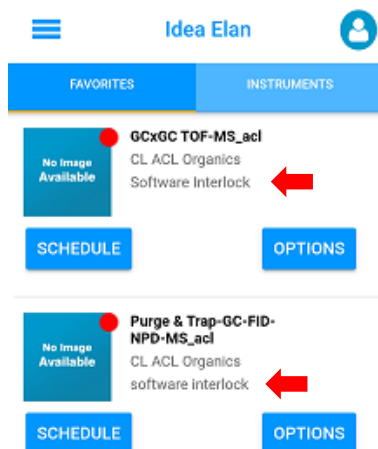 Idea Elan
FAVORITES
INSTRUMENTS
No Image
Available
GCxGC TOF-MS_acl
CL ACL Organics
Software Interlock
SCHEDULE
OPTIONS
No Image
Available
Purge & Trap-GC-FID-
NPD-MS_acl
CL ACL Organics
software interlock
SCHEDULE
OPTIONS